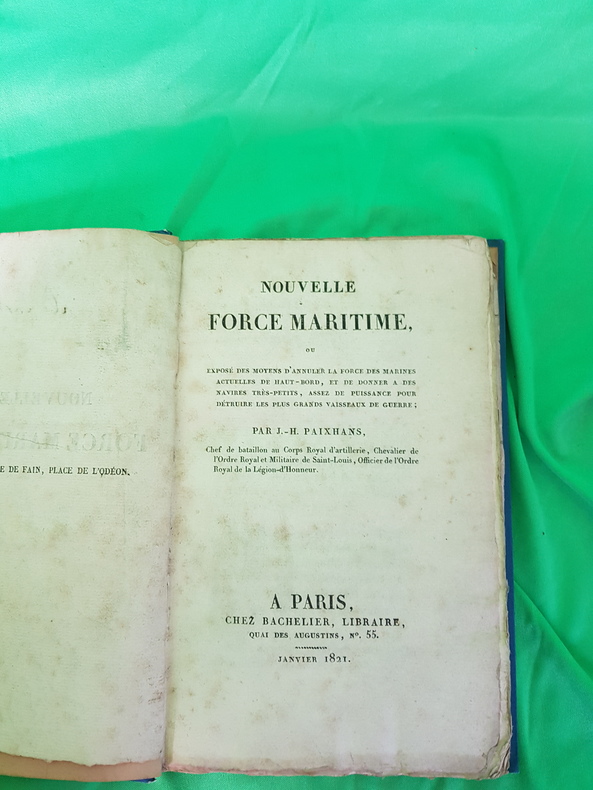 E DE FAIN, PLACE DE L'ODÉON.
NOUVELLE
FORCE MARITIME,
OU
EXPOSÉ DES MOYENS D'ANNULER LA FORCE DES MARINES
ACTUELLES DE HAUT-BORD, ET DE DONNER A DES
NAVIRES TRÈS-PETITS, ASSEZ DE PUISSANCE POUR
DÉTRUIRE LES PLUS GRANDS VAISSEAUX DE GUERRE;
PAR J.-H. PAIXHANS,
Chef de bataillon au Corps Royal d'artillerie, Chevalier de
l'Ordre Royal et Militaire de Saint-Louis, Officier de l'Ordre
Royal de la Légion-d'Honneur.
A PARIS,
CHEZ BACHELIER, LIBRAIRE,
QUAI DES AUGUSTINS, Nº. 55.
JANVIER 1821.